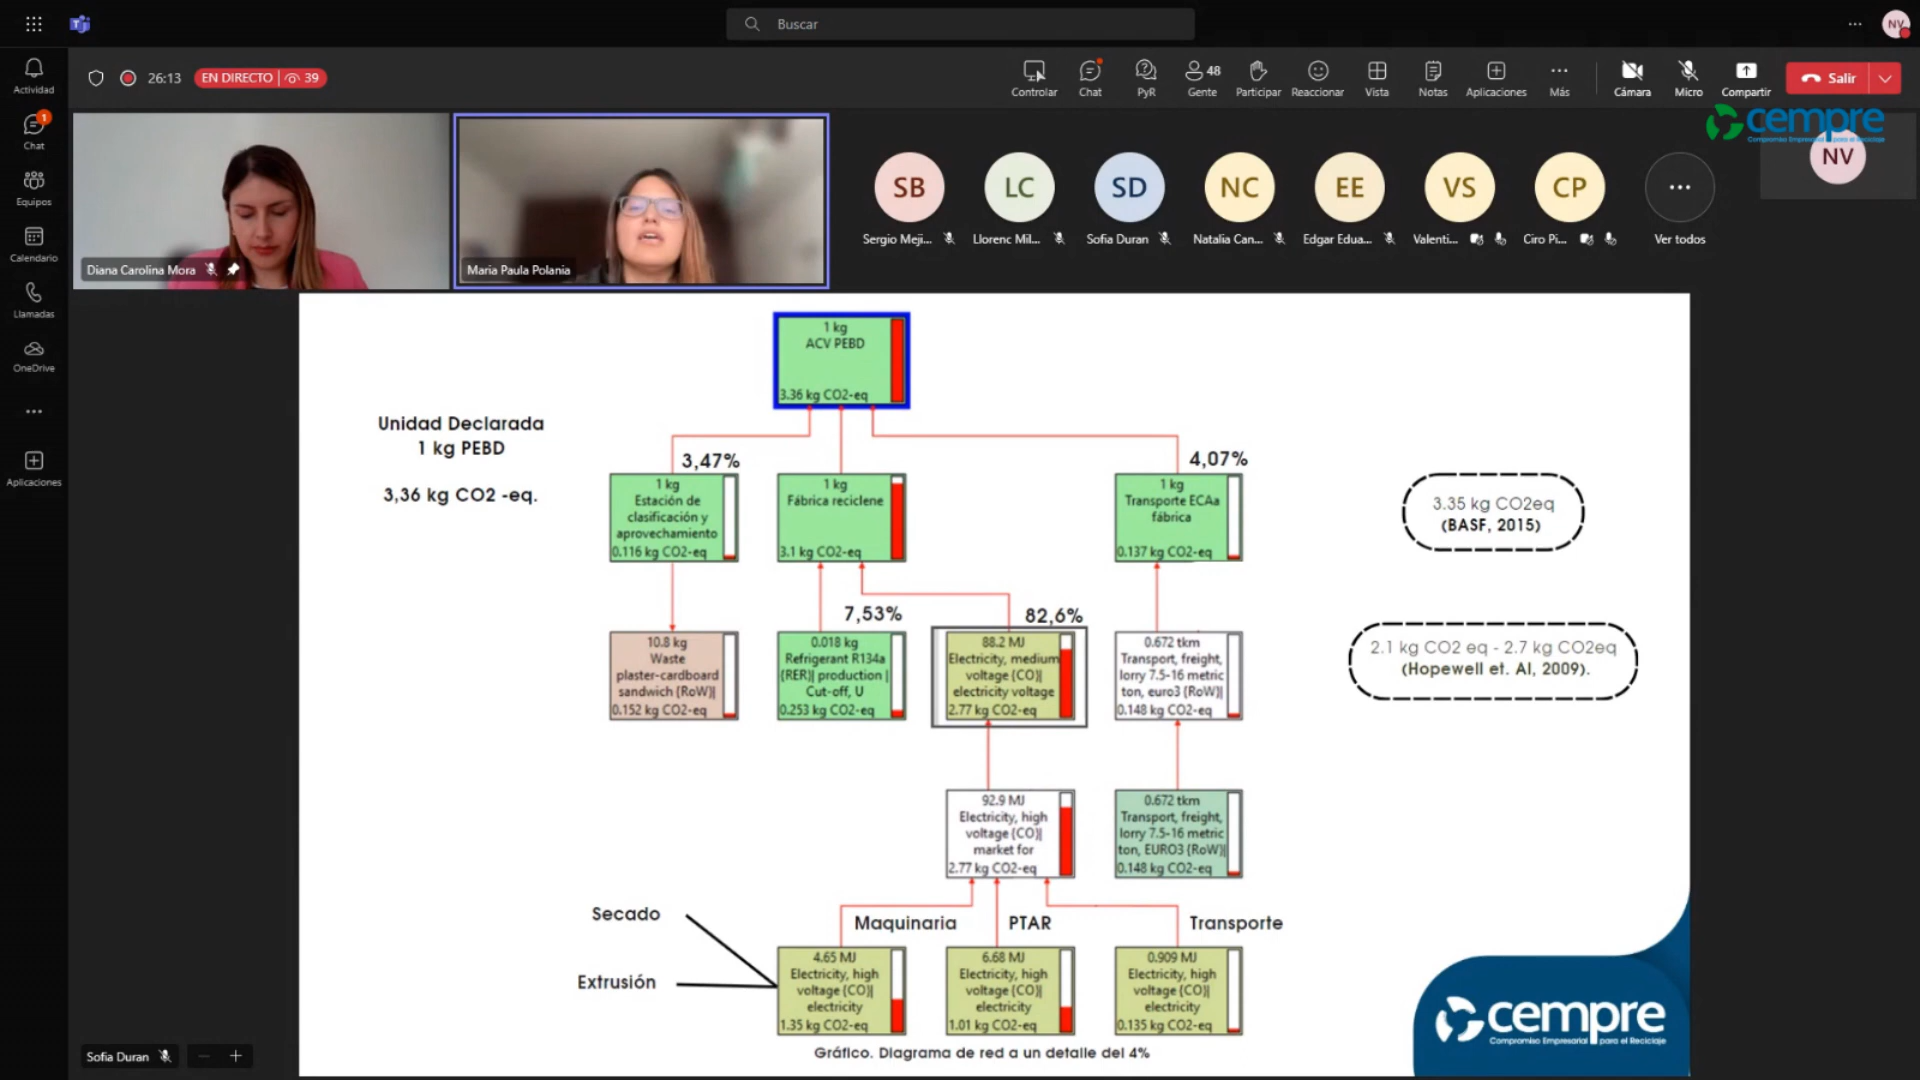 Buscar
NV
Actividad
1
Chat
Equipos
Calendario
Llamadas
OneDrive
Aplicaciones
26:13
EN DIRECTO
39
Controlar
Chat
PyR
48
Gente
Participar
Reaccionar
Vista
Notas
Aplicaciones
Más
Cámara
Micro
Compartir
Salir
cempre
Compromiso Empresarial para el Reciclaje
NV
Diana Carolina Mora
Maria Paula Polania
SB
LC
SD
NC
EE
VS
CP
Sergio Meji...
Llorenc Mil...
Sofia Duran
Natalia Can...
Edgar Edua...
Valenti...
Ciro Pi...
Ver todos
Unidad Declarada
1 kg PEBD
3,36 kg CO2 -eq.
1 kg
ACV PEBD
3.36 kg CO2-eq
3,47%
4,07%
1 kg
Estación de
clasificación y
aprovechamiento
0.116 kg CO2-eq
1 kg
Fábrica reciclene
3.1 kg CO2-eq
1 kg
Transporte ECAa
fábrica
0.137 kg CO2-eq
3.35 kg CO2eq
(BASF, 2015)
7,53%
82,6%
10.8 kg
Waste
plaster-cardboard
sandwich {RoW}|
0.152 kg CO2-eq
0.018 kg
Refrigerant R134a
{RER}| production |
Cut-off, U
0.253 kg CO2-eq
88.2 MJ
Electricity, medium
voltage {CO}|
electricity voltage
2.77 kg CO2-eq
0.672 tkm
Transport, freight,
lorry 7.5-16 metric
ton, euro3 {RoW}|
0.148 kg CO2-eq
2.1 kg CO2 eq - 2.7 kg CO2eq
(Hopewell et. Al, 2009).
92.9 MJ
Electricity, high
voltage {CO}|
market for
2.77 kg CO2-eq
0.672 tkm
Transport, freight,
lorry 7.5-16 metric
ton, EURO3 {RoW}|
0.148 kg CO2-eq
Secado
Extrusión
Maquinaria
PTAR
Transporte
4.65 MJ
Electricity, high
voltage {CO}|
electricity
1.35 kg CO2-eq
6.68 MJ
Electricity, high
voltage {CO}|
electricity
1.01 kg CO2-eq
0.909 MJ
Electricity, high
voltage {CO}|
electricity
0.135 kg CO2-eq
Gráfico. Diagrama de red a un detalle del 4%
cempre
Compromiso Empresarial para el Reciclaje
Sofia Duran